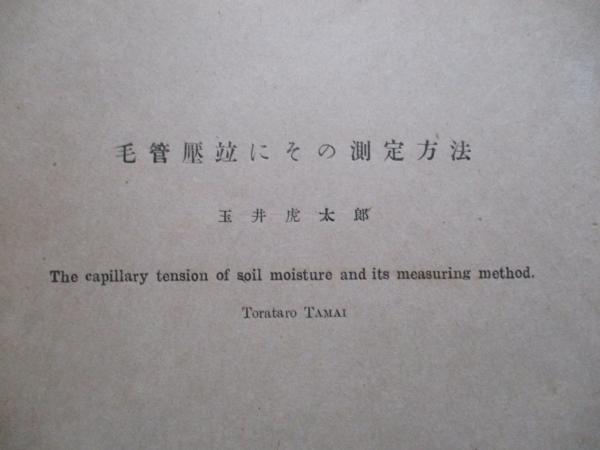 毛管壓竝にその測定方法
玉井虎太郎
The capillary tension of soil moisture and its measuring method.
Torataro TAMAI